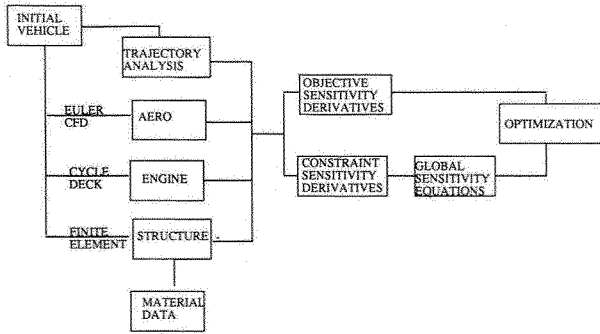 INITIAL
VEHICLE
TRAJECTORY
ANALYSIS
EULER
CFD
AERO
CYCLE
DECK
ENGINE
FINITE
ELEMENT
STRUCTURE
MATERIAL
DATA
OBJECTIVE
SENSITIVITY
DERIVATIVES
CONSTRAINT
SENSITIVITY
DERIVATIVES
GLOBAL
SENSITIVITY
EQUATIONS
OPTIMIZATION